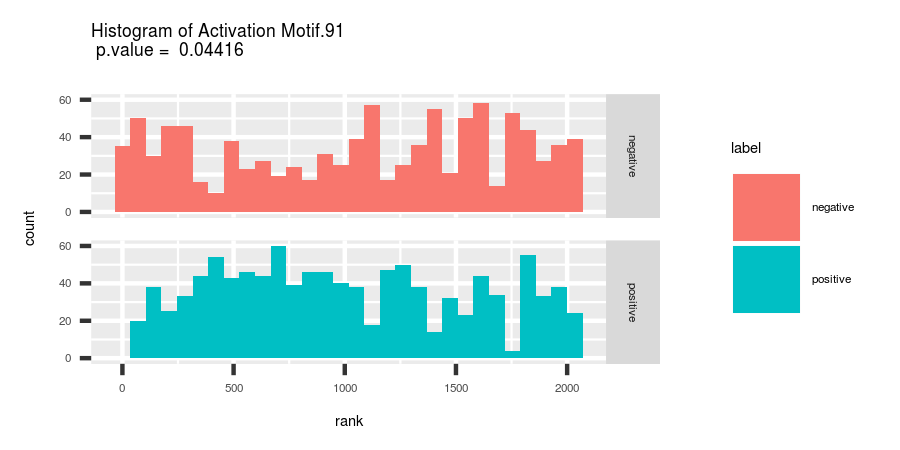 Histogram of Activation Motif.91
p.value = 0.04416
60
40
20
0
negative
60
40
20
0
positive
0 500 1000 1500 2000
rank
count
label
negative
positive